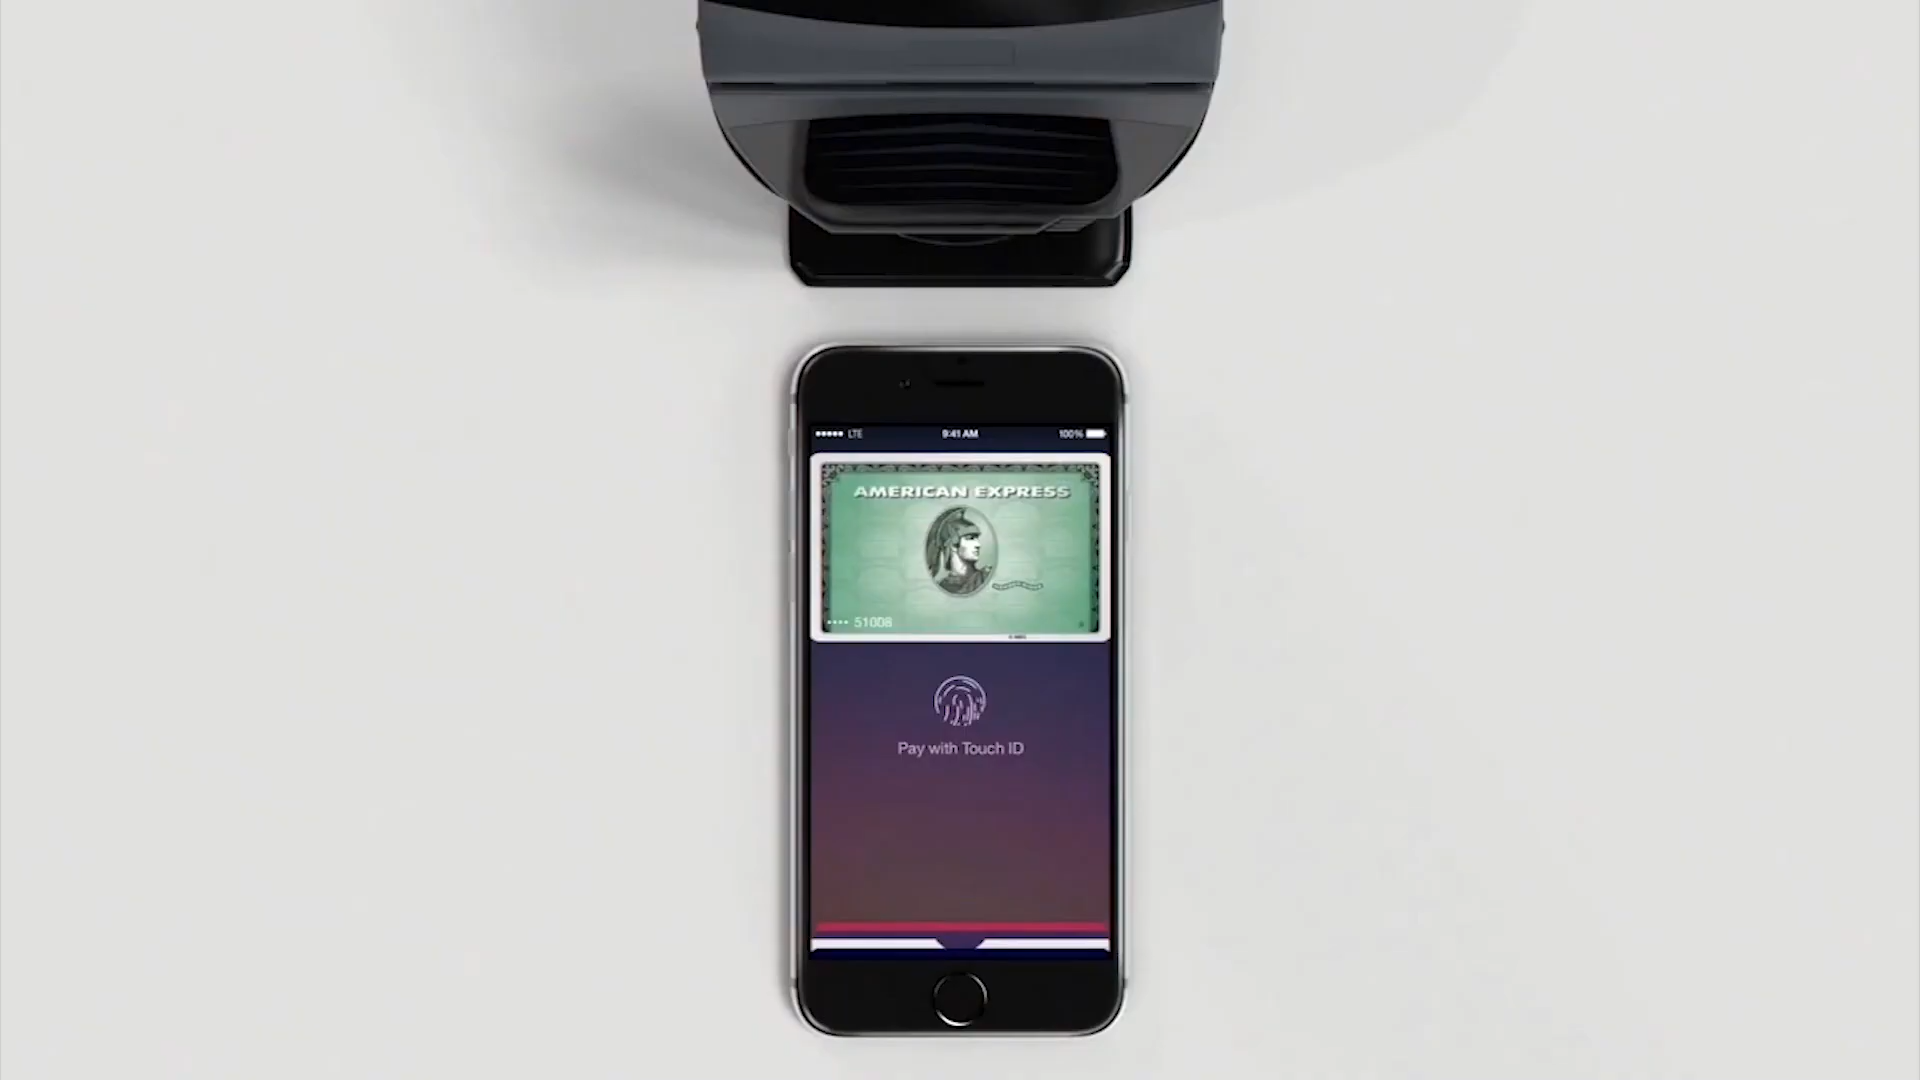 ••••• LTE 9:41 AM 100%
AMERICAN EXPRESS
•••• 51008
Pay with Touch ID